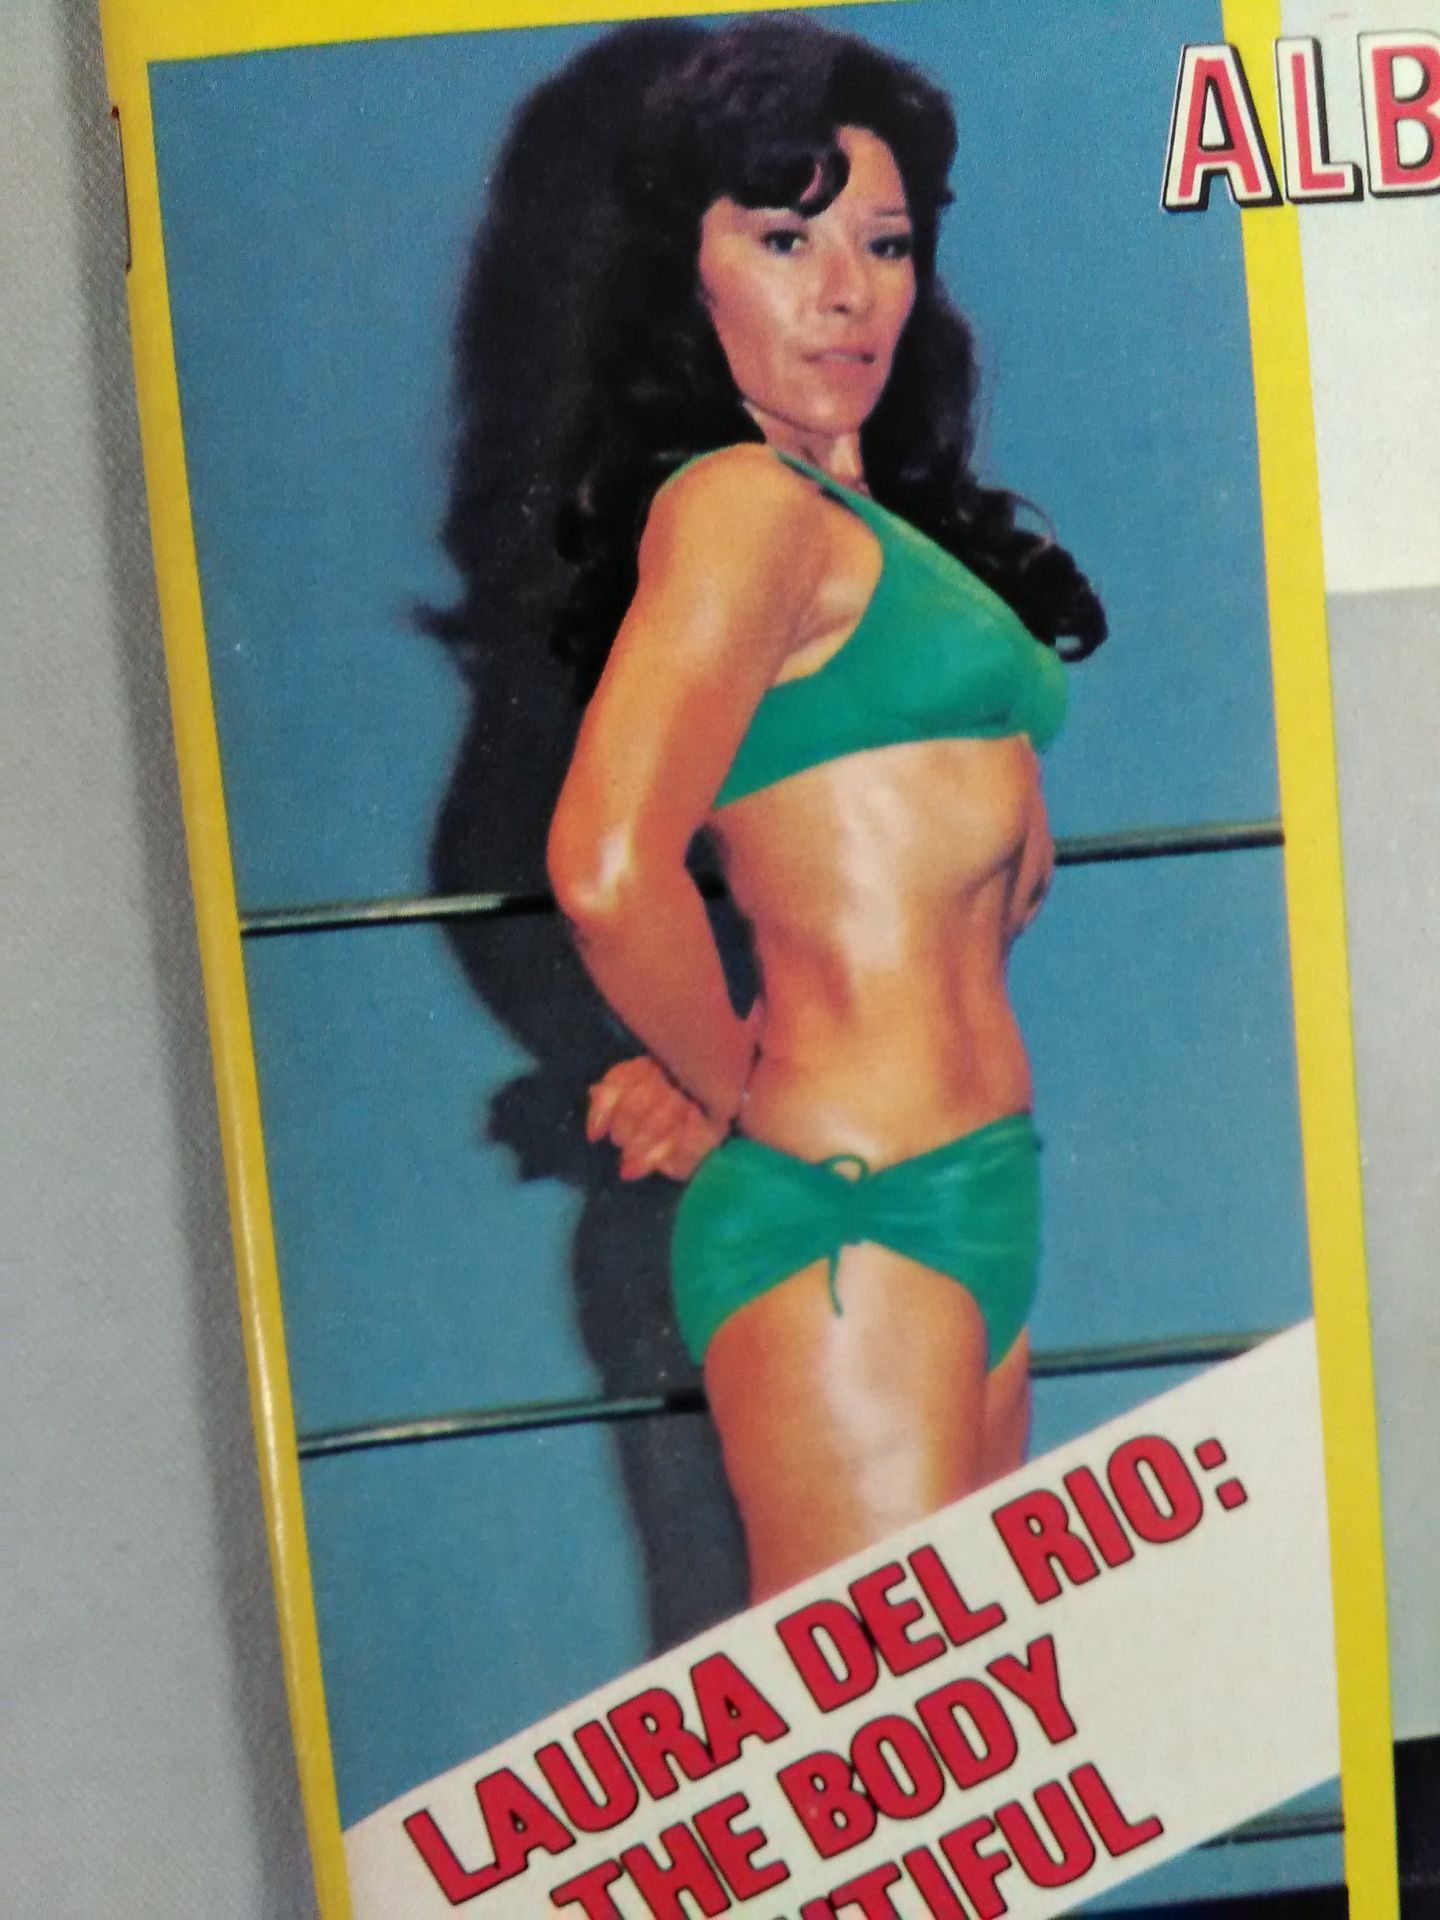 ALB
LAURA DEL RIO:
THE BODY